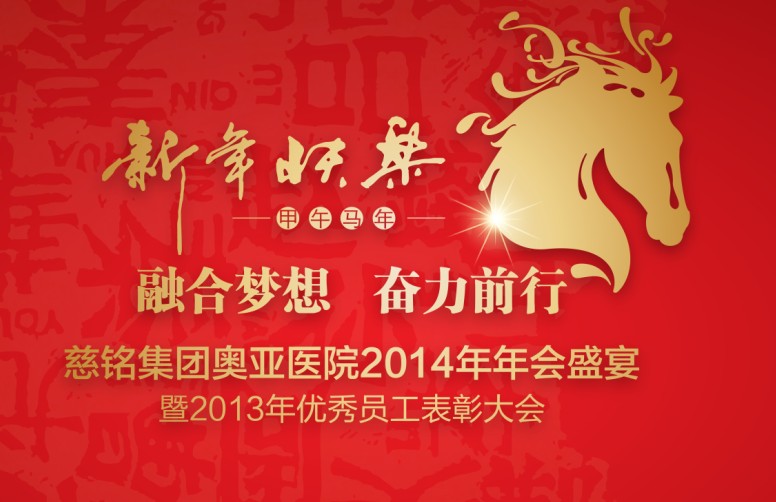 新年快樂
甲午马年
融合梦想 奋力前行
慈铭集团奥亚医院2014年年会盛宴
暨2013年优秀员工表彰大会